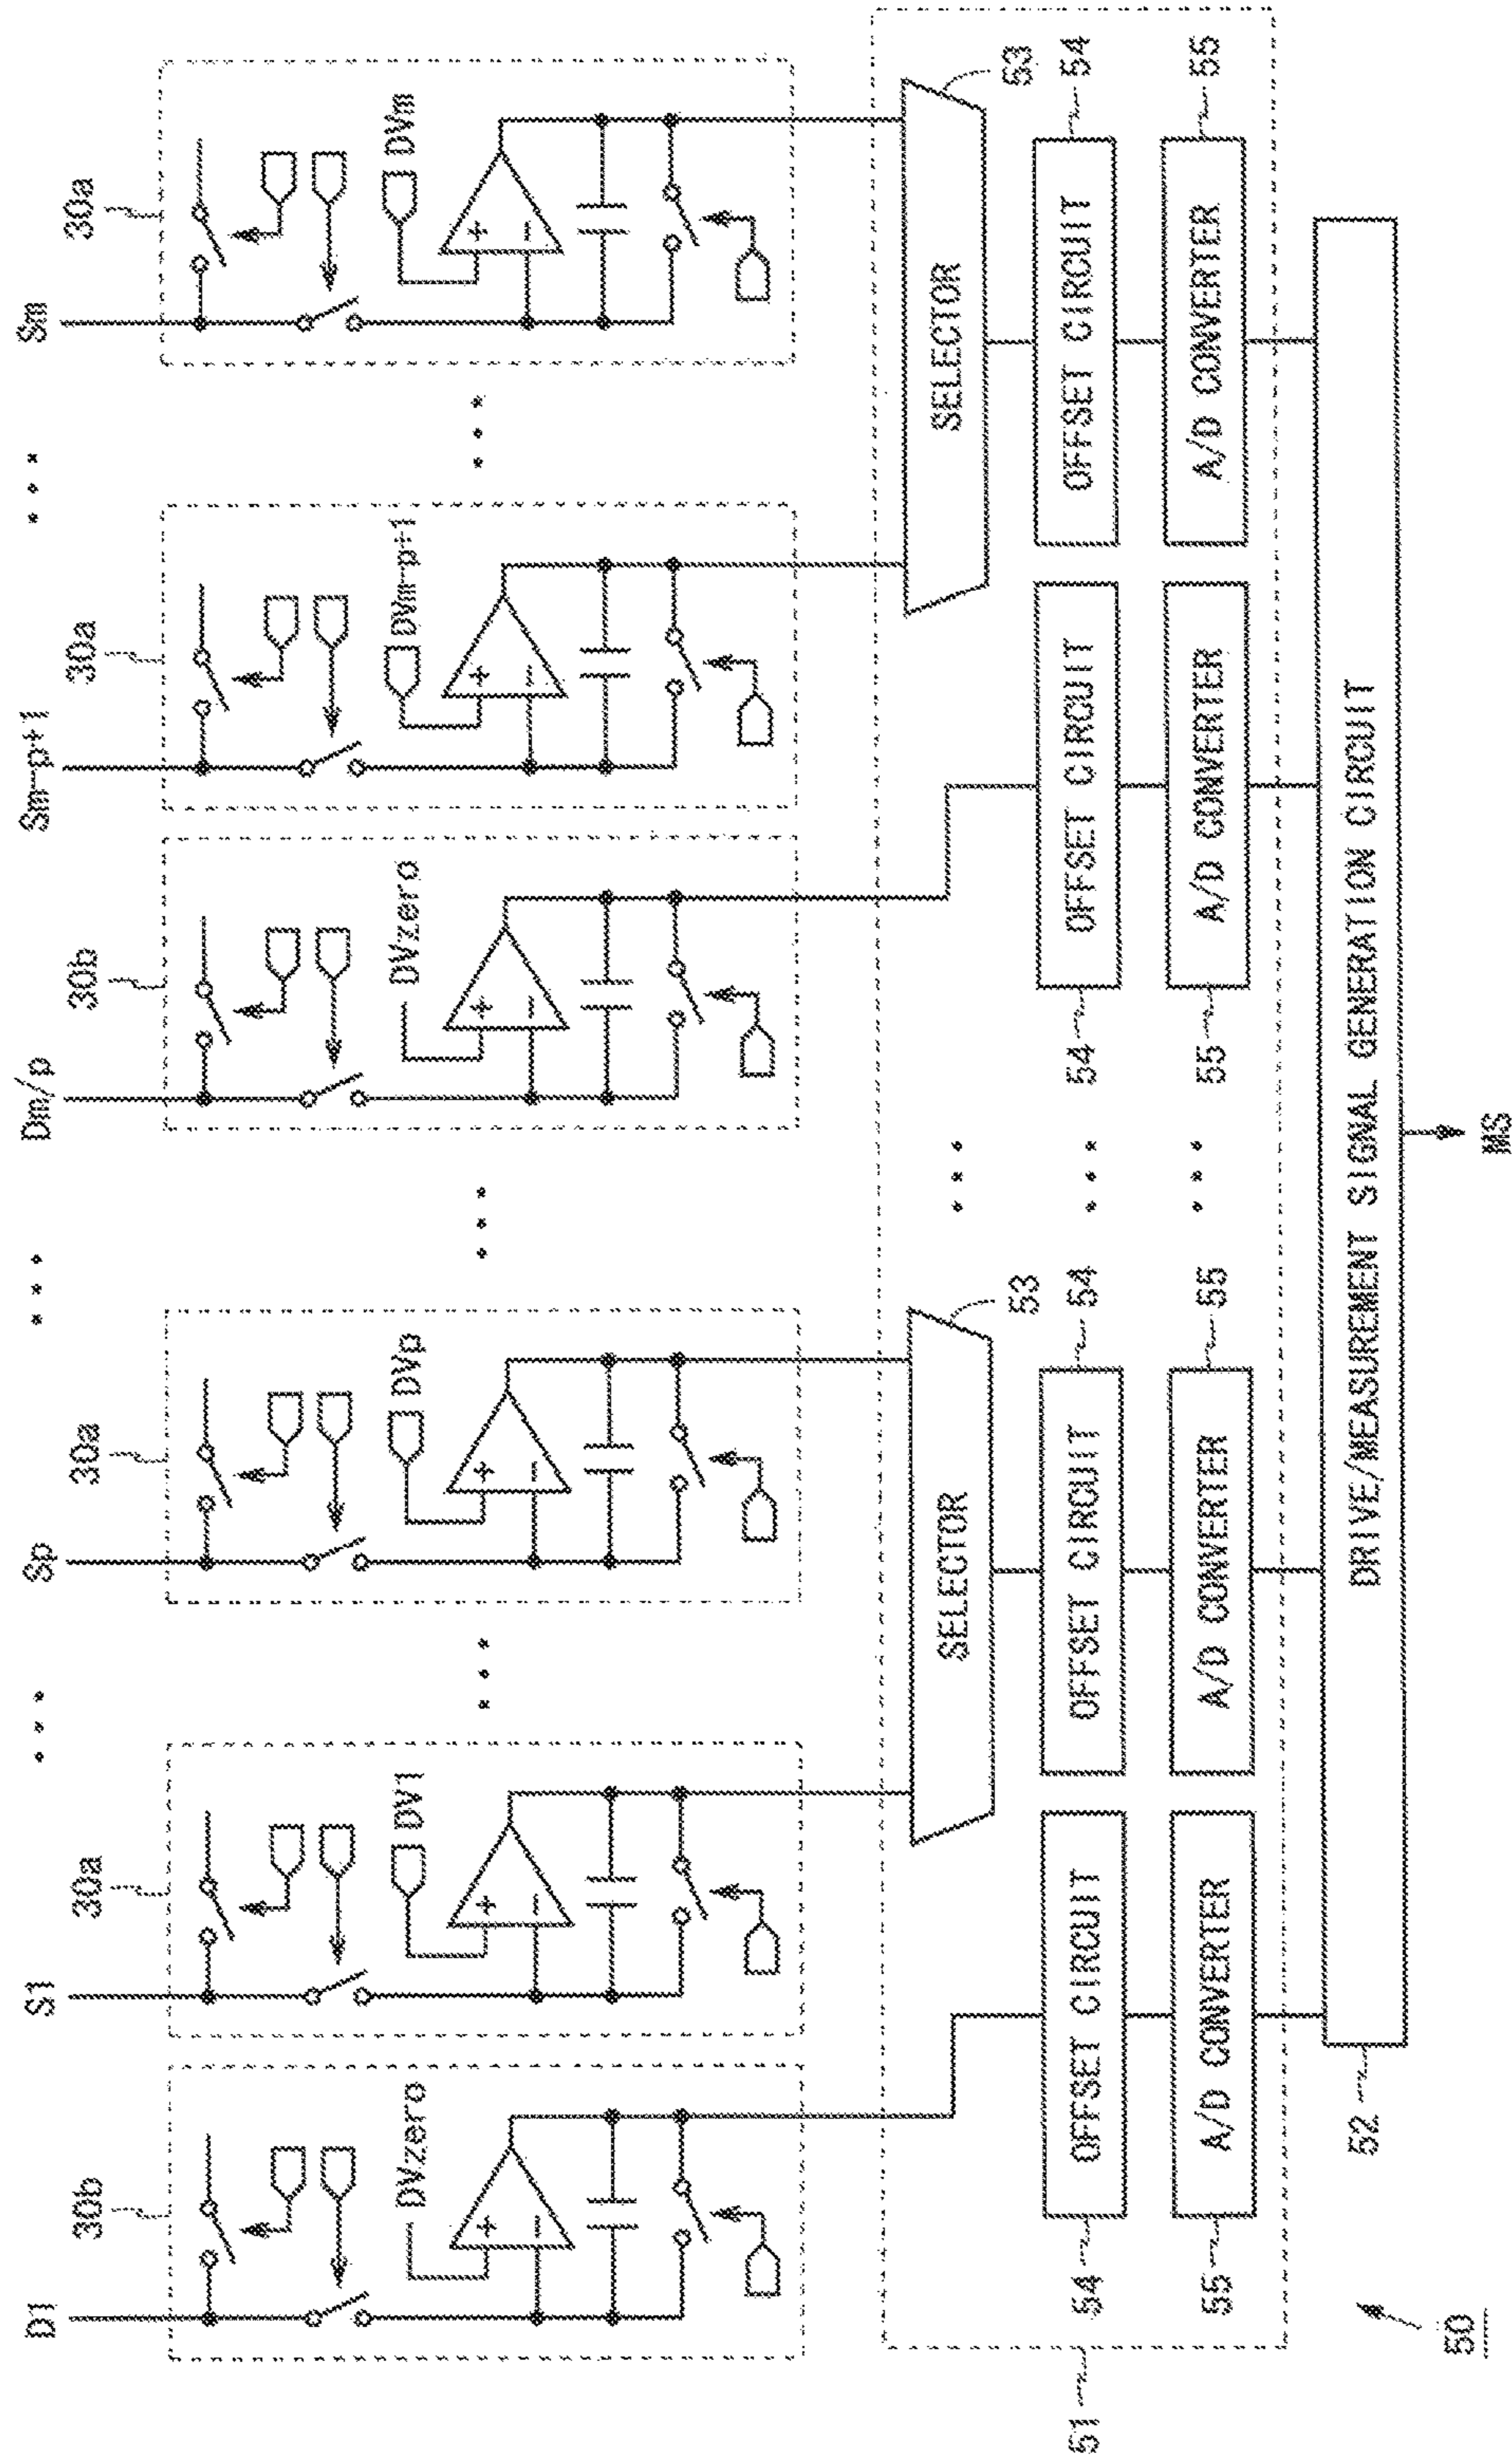 D1 S1 ••• Sp ••• Dm/p Sm-p+1 ••• Sm
30b 30a 30a 30b 30a 30a
DVzero DV1 DVp DVzero DVm-p+1 DVm
+ + + + + +
− − − − − −
••• ••• •••
51
SELECTOR 53 ••• SELECTOR 53
54 OFFSET CIRCUIT OFFSET CIRCUIT 54 ••• 54 OFFSET CIRCUIT OFFSET CIRCUIT 54
55 A/D CONVERTER A/D CONVERTER 55 ••• 55 A/D CONVERTER A/D CONVERTER 55
52 DRIVE/MEASUREMENT SIGNAL GENERATION CIRCUIT
50 MS